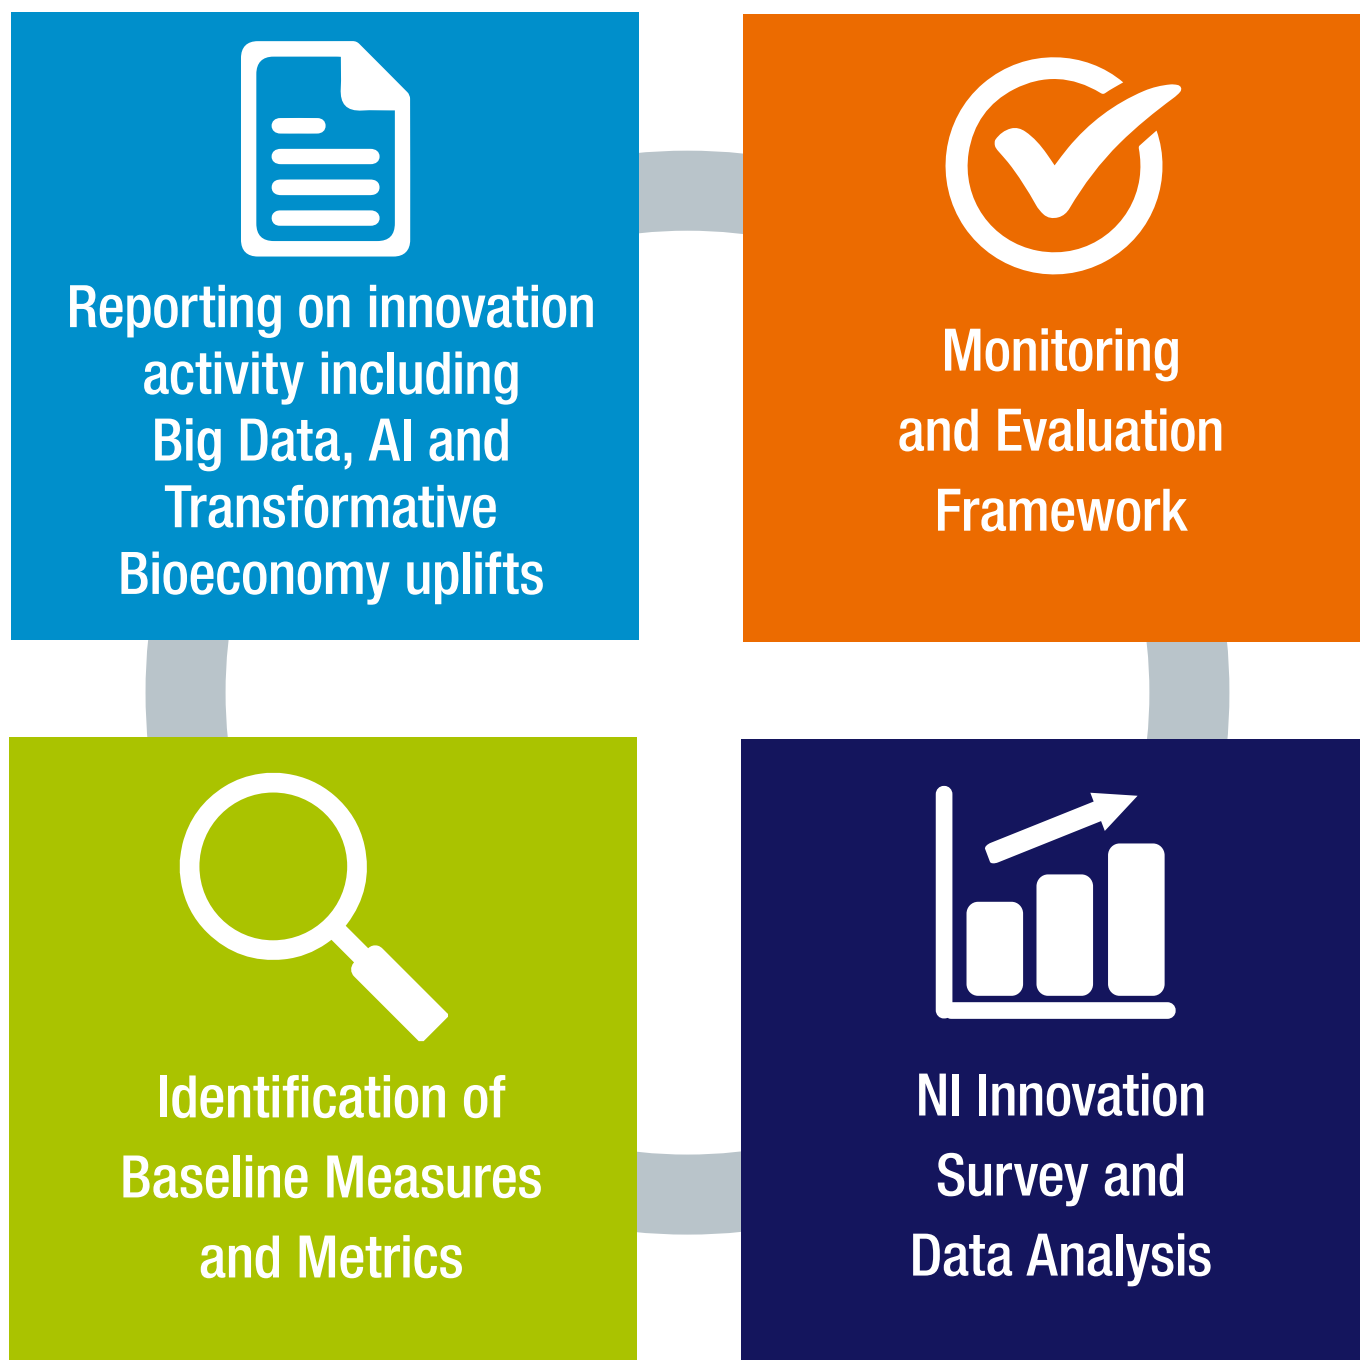 Reporting on innovation
activity including
Big Data, AI and
Transformative
Bioeconomy uplifts
Monitoring
and Evaluation
Framework
Identification of
Baseline Measures
and Metrics
NI Innovation
Survey and
Data Analysis